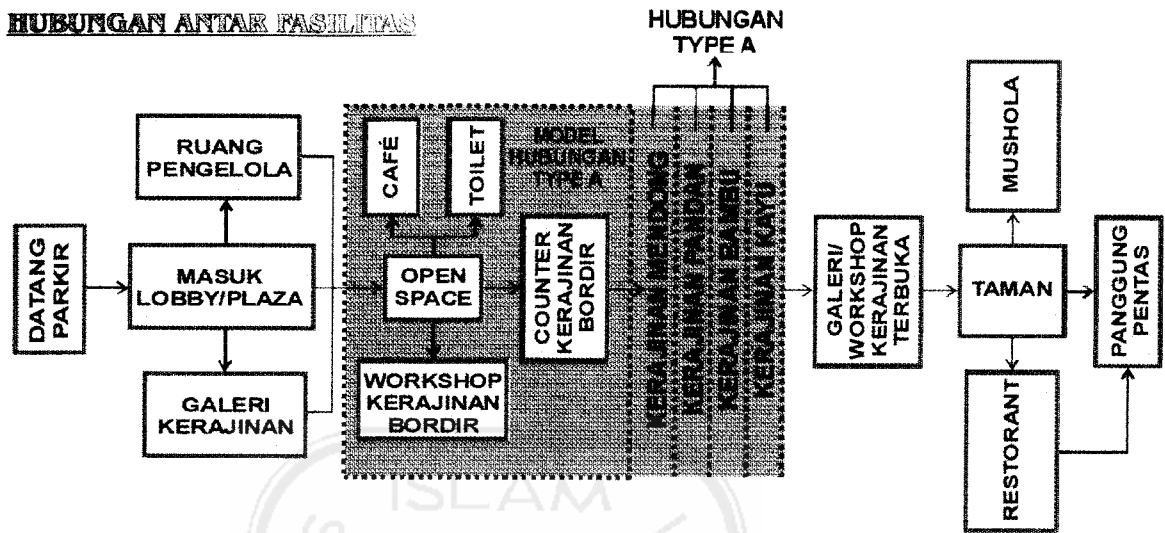 HUBUNGAN ANTAR FASILITAS
HUBUNGAN
TYPE A
DATANG
PARKIR
RUANG
PENGELOLA
MASUK
LOBBY/PLAZA
GALERI
KERAJINAN
CAFÉ
TOILET
MODEL
HUBUNGAN
TYPE A
OPEN
SPACE
WORKSHOP
KERAJINAN
BORDIR
COUNTER
KERAJINAN
BORDIR
KERAJINAN MENDONG
KERAJINAN PANDAN
KERAJINAN BAMBU
KERAJINAN KAYU
GALERI/
WORKSHOP
KERAJINAN
TERBUKA
MUSHOLA
TAMAN
RESTORANT
PANGGUNG
PENTAS
ISLAM